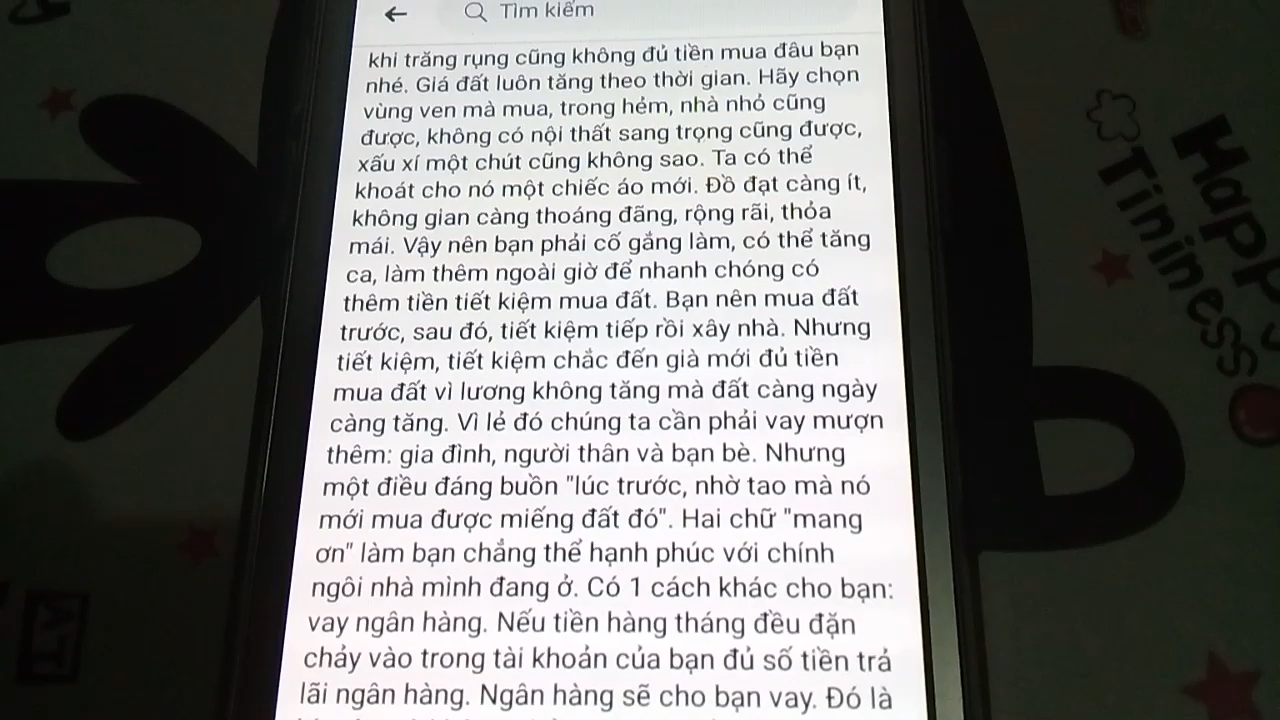 Tìm kiếm
khi trăng rụng cũng không đủ tiền mua đâu bạn
nhé. Giá đất luôn tăng theo thời gian. Hãy chọn
vùng ven mà mua, trong hẻm, nhà nhỏ cũng
được, không có nội thất sang trọng cũng được,
xấu xí một chút cũng không sao. Ta có thể
khoát cho nó một chiếc áo mới. Đồ đạt càng ít,
không gian càng thoáng đãng, rộng rãi, thỏa
mái. Vậy nên bạn phải cố gắng làm, có thể tăng
ca, làm thêm ngoài giờ để nhanh chóng có
thêm tiền tiết kiệm mua đất. Bạn nên mua đất
trước, sau đó, tiết kiệm tiếp rồi xây nhà. Nhưng
tiết kiệm, tiết kiệm chắc đến già mới đủ tiền
mua đất vì lương không tăng mà đất càng ngày
càng tăng. Vì lẻ đó chúng ta cần phải vay mượn
thêm: gia đình, người thân và bạn bè. Nhưng
một điều đáng buồn "lúc trước, nhờ tao mà nó
mới mua được miếng đất đó". Hai chữ "mang
ơn" làm bạn chẳng thể hạnh phúc với chính
ngôi nhà mình đang ở. Có 1 cách khác cho bạn:
vay ngân hàng. Nếu tiền hàng tháng đều đặn
chảy vào trong tài khoản của bạn đủ số tiền trả
lãi ngân hàng. Ngân hàng sẽ cho bạn vay. Đó là
Happy
Tininess